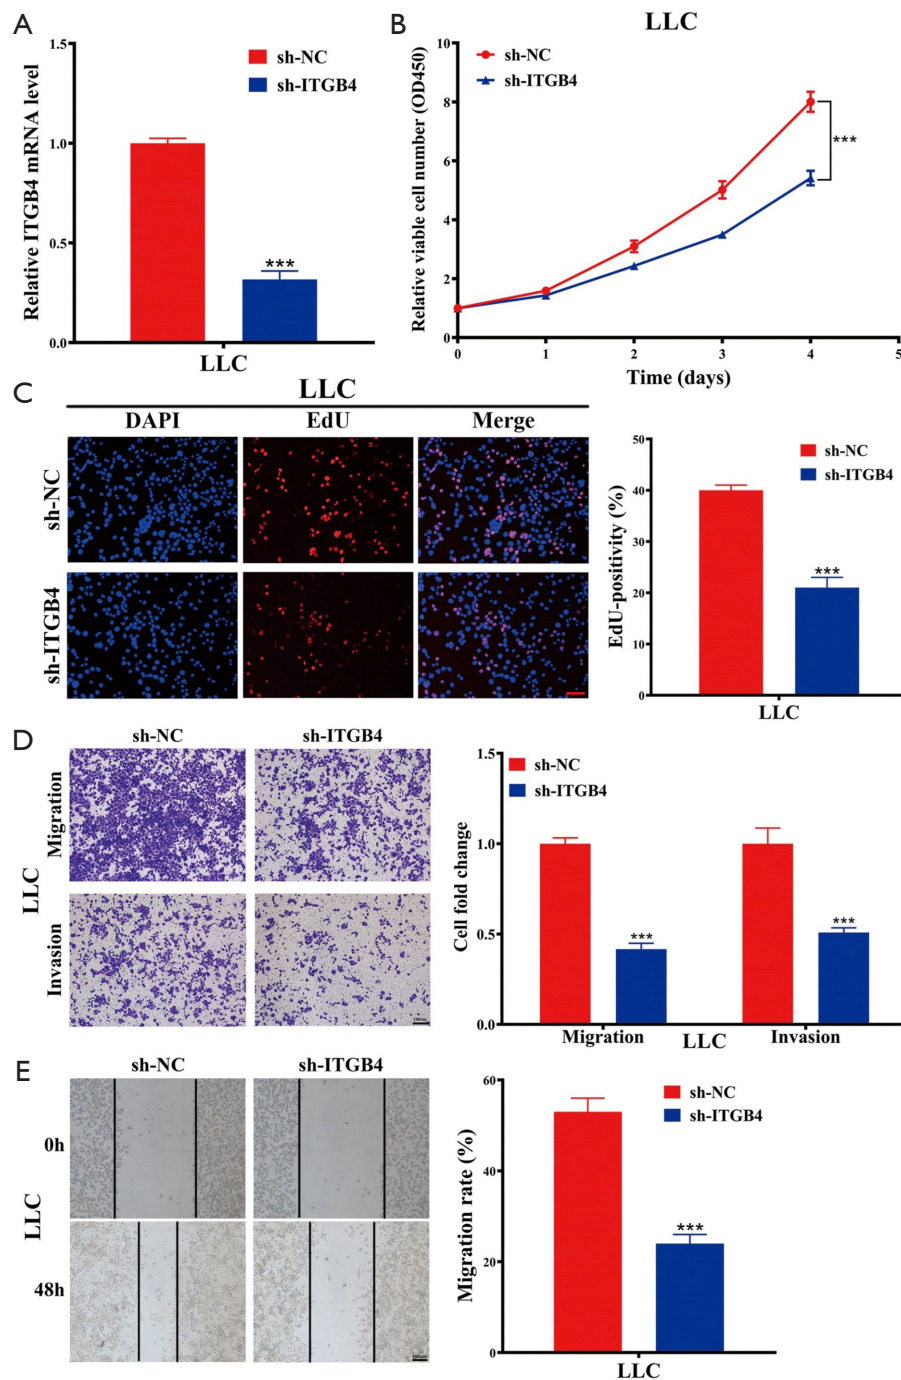 A
Relative ITGB4 mRNA level
1.5
1.0
0.5
0.0
sh-NC
sh-ITGB4
***
LLC
B
LLC
Relative viable cell number (OD450)
10
8
6
4
2
0
sh-NC
sh-ITGB4
***
0 1 2 3 4 5
Time (days)
C
LLC
DAPI EdU Merge
sh-NC
sh-ITGB4
EdU-positivity (%)
50
40
30
20
10
0
sh-NC
sh-ITGB4
***
LLC
D
sh-NC sh-ITGB4
LLC
Migration
Invasion
Cell fold change
1.5
1.0
0.5
0.0
sh-NC
sh-ITGB4
***
***
Migration LLC Invasion
E
sh-NC sh-ITGB4
LLC
0h
48h
Migration rate (%)
60
40
20
0
sh-NC
sh-ITGB4
***
LLC